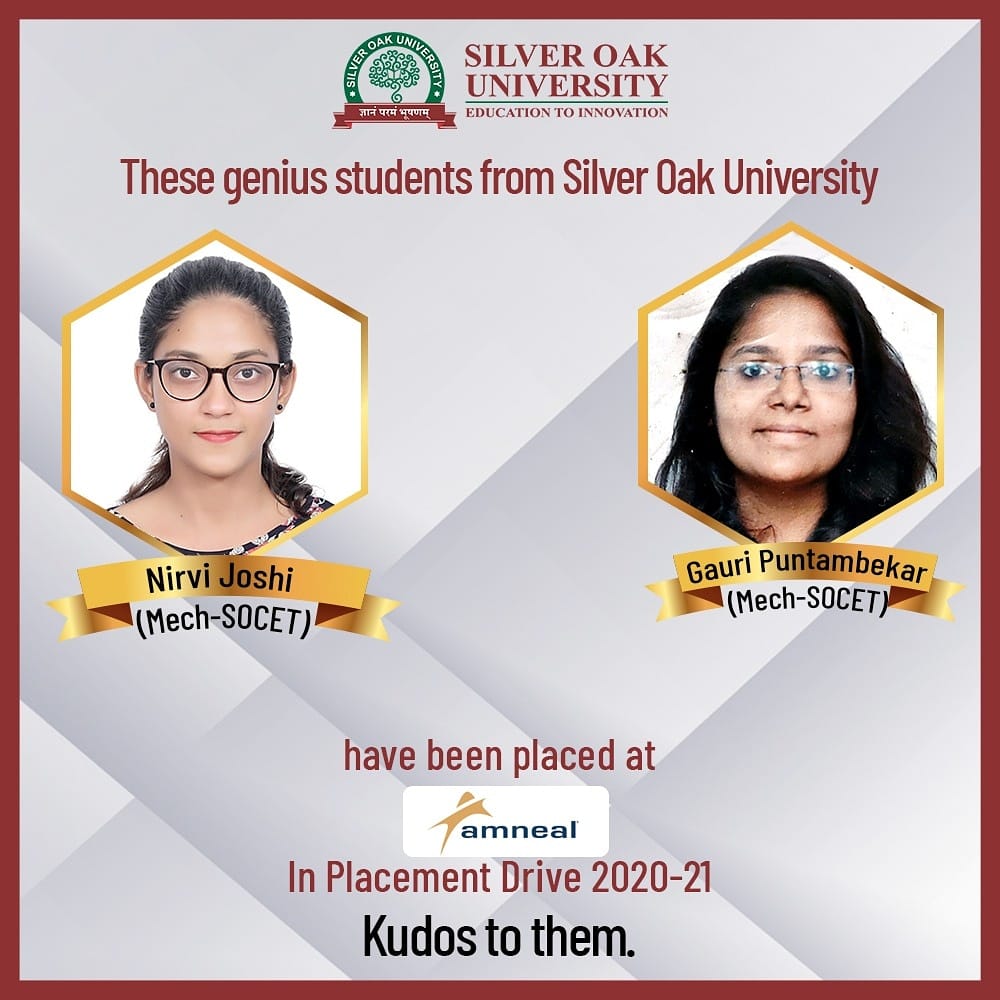 SILVER OAK UNIVERSITY
ज्ञानं परमं भूषणम्
SILVER OAK
UNIVERSITY
EDUCATION TO INNOVATION
These genius students from Silver Oak University
Nirvi Joshi
(Mech-SOCET)
Gauri Puntambekar
(Mech-SOCET)
have been placed at
amneal
In Placement Drive 2020-21
Kudos to them.